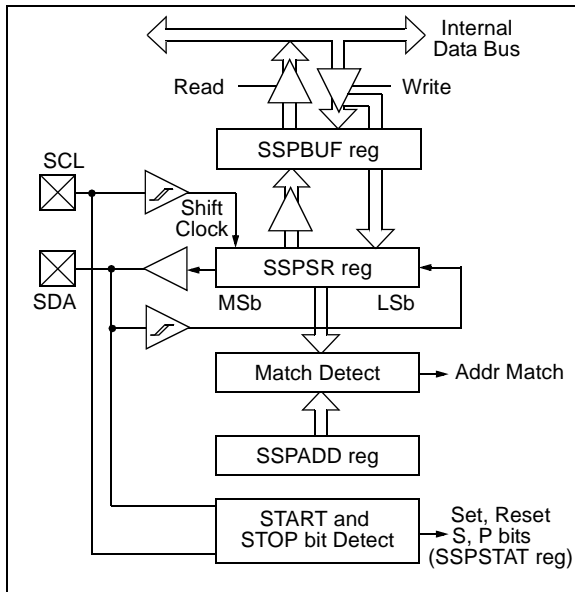 Internal
Data Bus
Read
Write
SSPBUF reg
SCL
Shift
Clock
SSPSR reg
SDA
MSb
LSb
Match Detect
Addr Match
SSPADD reg
START and
STOP bit Detect
Set, Reset
S, P bits
(SSPSTAT reg)